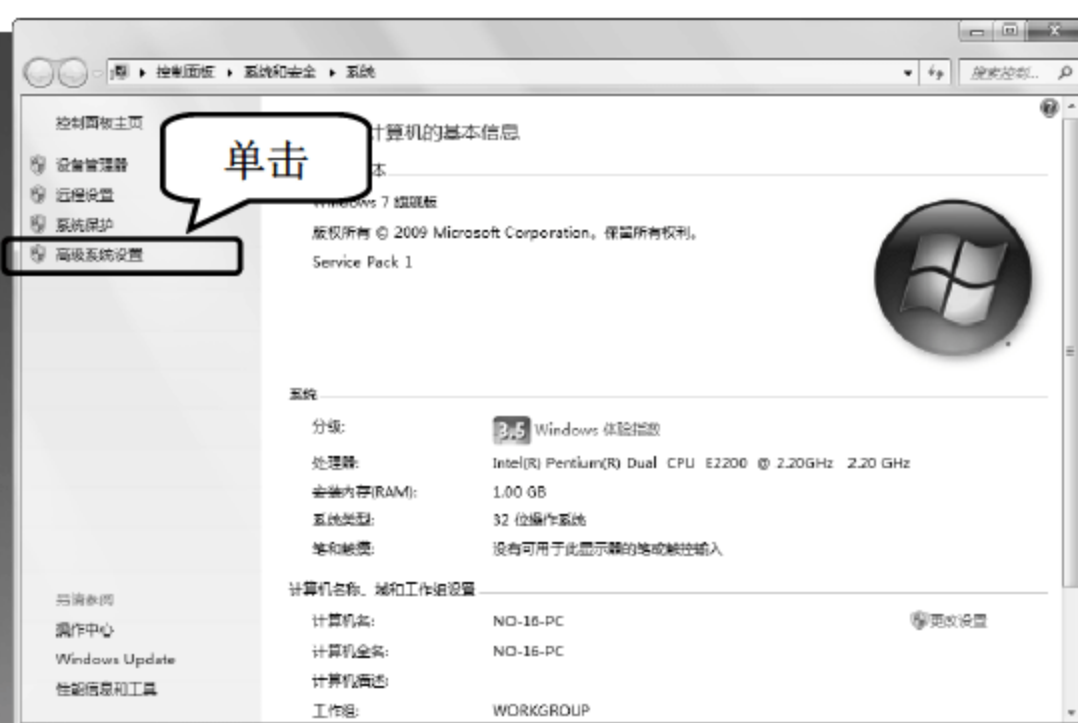 控制面板 ▸ 系统和安全 ▸ 系统
搜索控制...
控制面板主页
设备管理器
远程设置
系统保护
高级系统设置
单击
计算机的基本信息
本
Windows 7 旗舰版
版权所有 © 2009 Microsoft Corporation。保留所有权利。
Service Pack 1
系统
分级:
3.5 Windows 体验指数
处理器:
Intel(R) Pentium(R) Dual CPU E2200 @ 2.20GHz 2.20 GHz
安装内存(RAM):
1.00 GB
系统类型:
32 位操作系统
笔和触摸:
没有可用于此显示器的笔或触控输入
计算机名称、域和工作组设置
计算机名:
NO-16-PC
更改设置
计算机全名:
NO-16-PC
计算机描述:
工作组:
WORKGROUP
另请参阅
操作中心
Windows Update
性能信息和工具